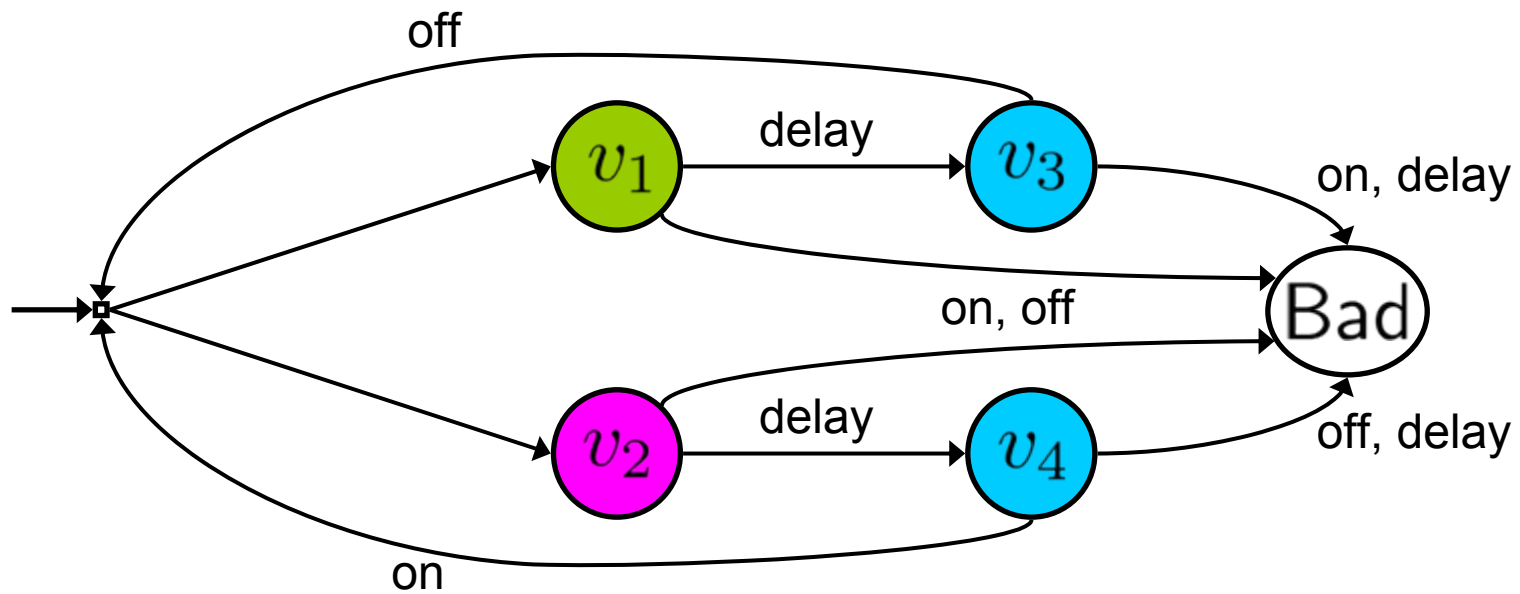 off
delay
v₁
v₃
on, delay
on, off
Bad
delay
v₂
v₄
off, delay
on